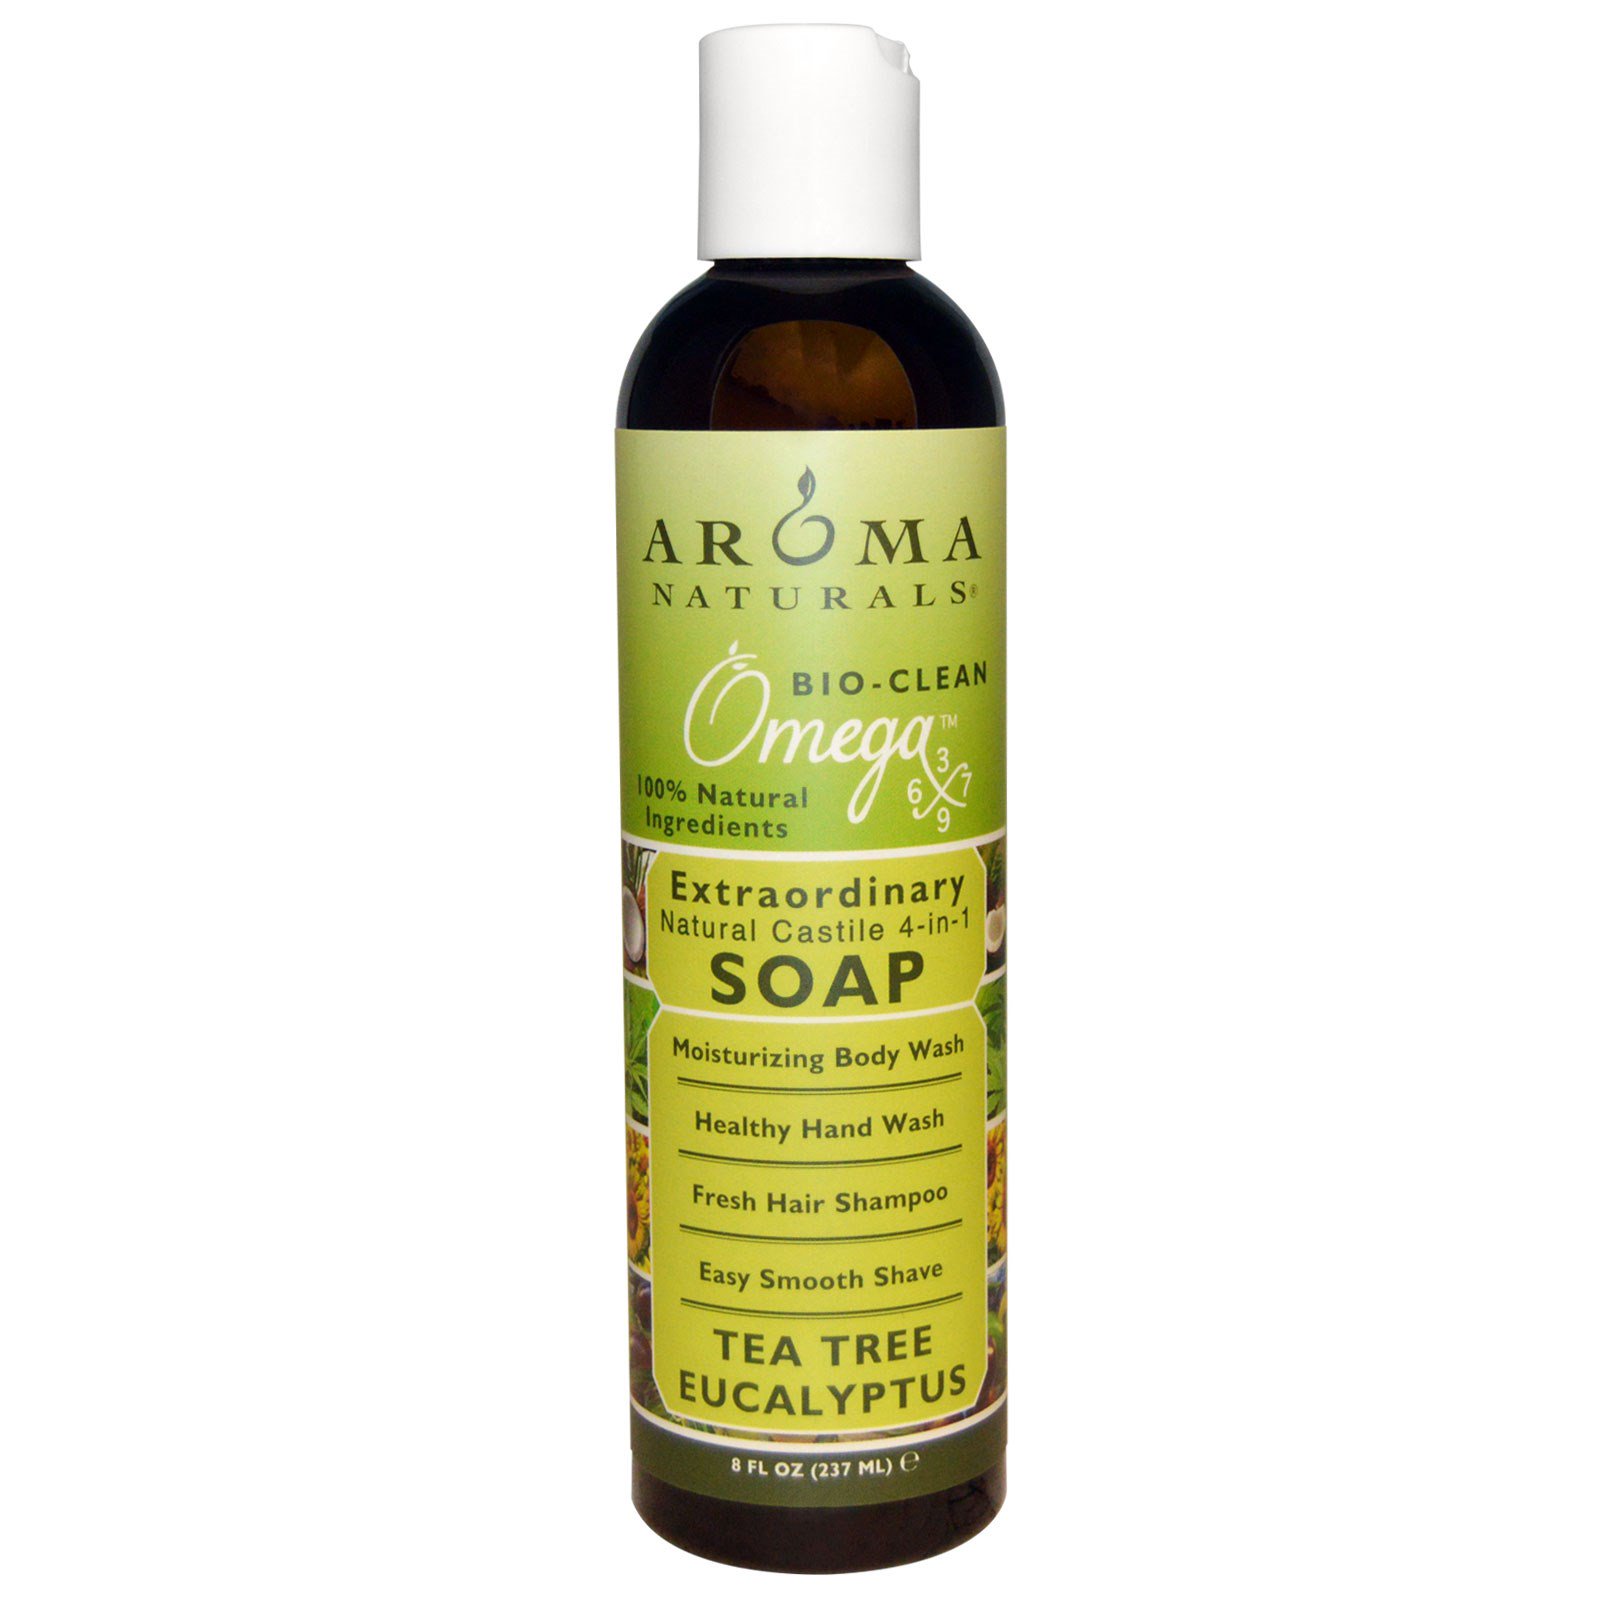 AROMA
NATURALS®
BIO-CLEAN
Omega™
3
6 7
9
100% Natural
Ingredients
Extraordinary
Natural Castile 4-in-1
SOAP
Moisturizing Body Wash
Healthy Hand Wash
Fresh Hair Shampoo
Easy Smooth Shave
TEA TREE
EUCALYPTUS
8 FL OZ (237 ML) ℮